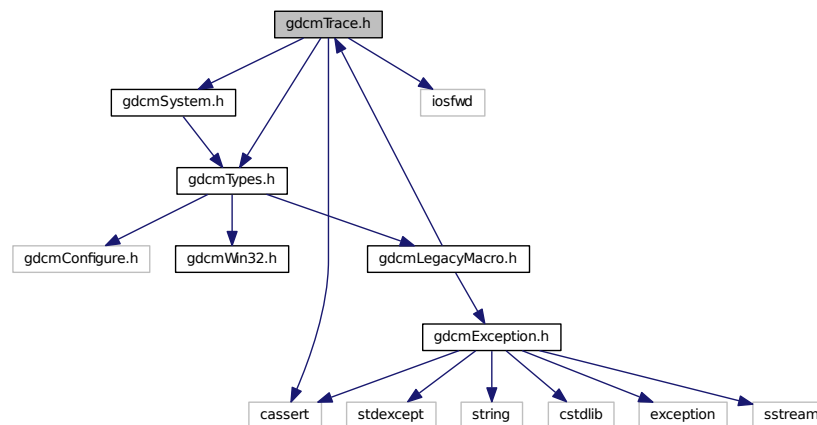 gdcmTrace.h
gdcmSystem.h
iosfwd
gdcmTypes.h
gdcmConfigure.h
gdcmWin32.h
gdcmLegacyMacro.h
gdcmException.h
cassert
stdexcept
string
cstdlib
exception
sstream